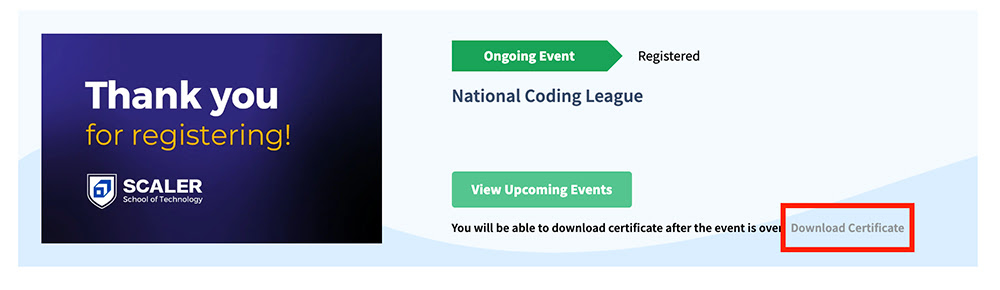 Thank you
for registering!
SCALER
School of Technology
Ongoing Event
Registered
National Coding League
View Upcoming Events
You will be able to download certificate after the event is over Download Certificate